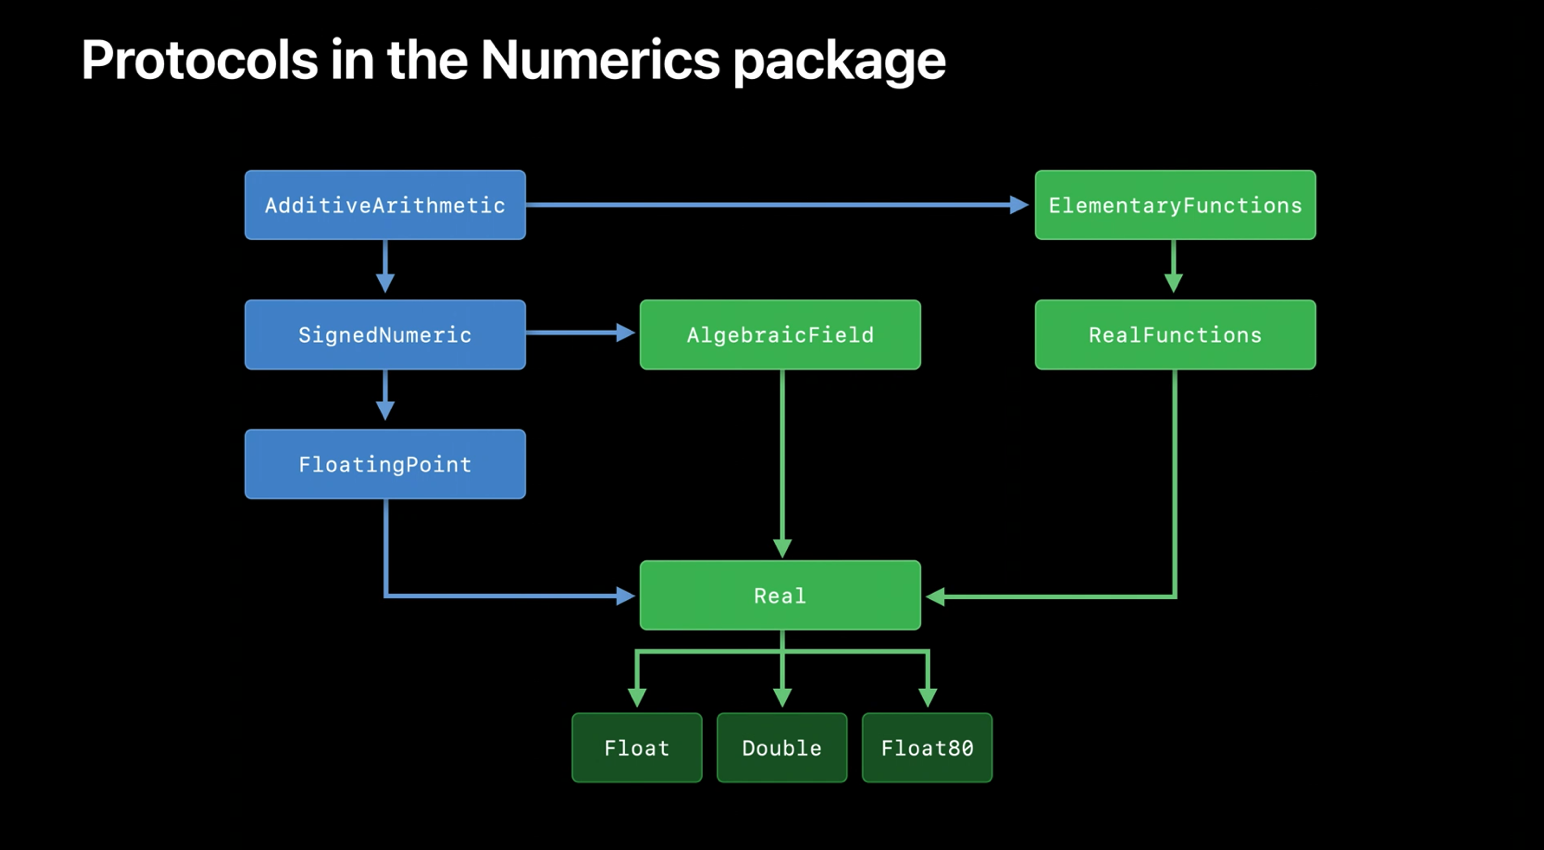 Protocols in the Numerics package
AdditiveArithmetic
ElementaryFunctions
SignedNumeric
AlgebraicField
RealFunctions
FloatingPoint
Real
Float
Double
Float80